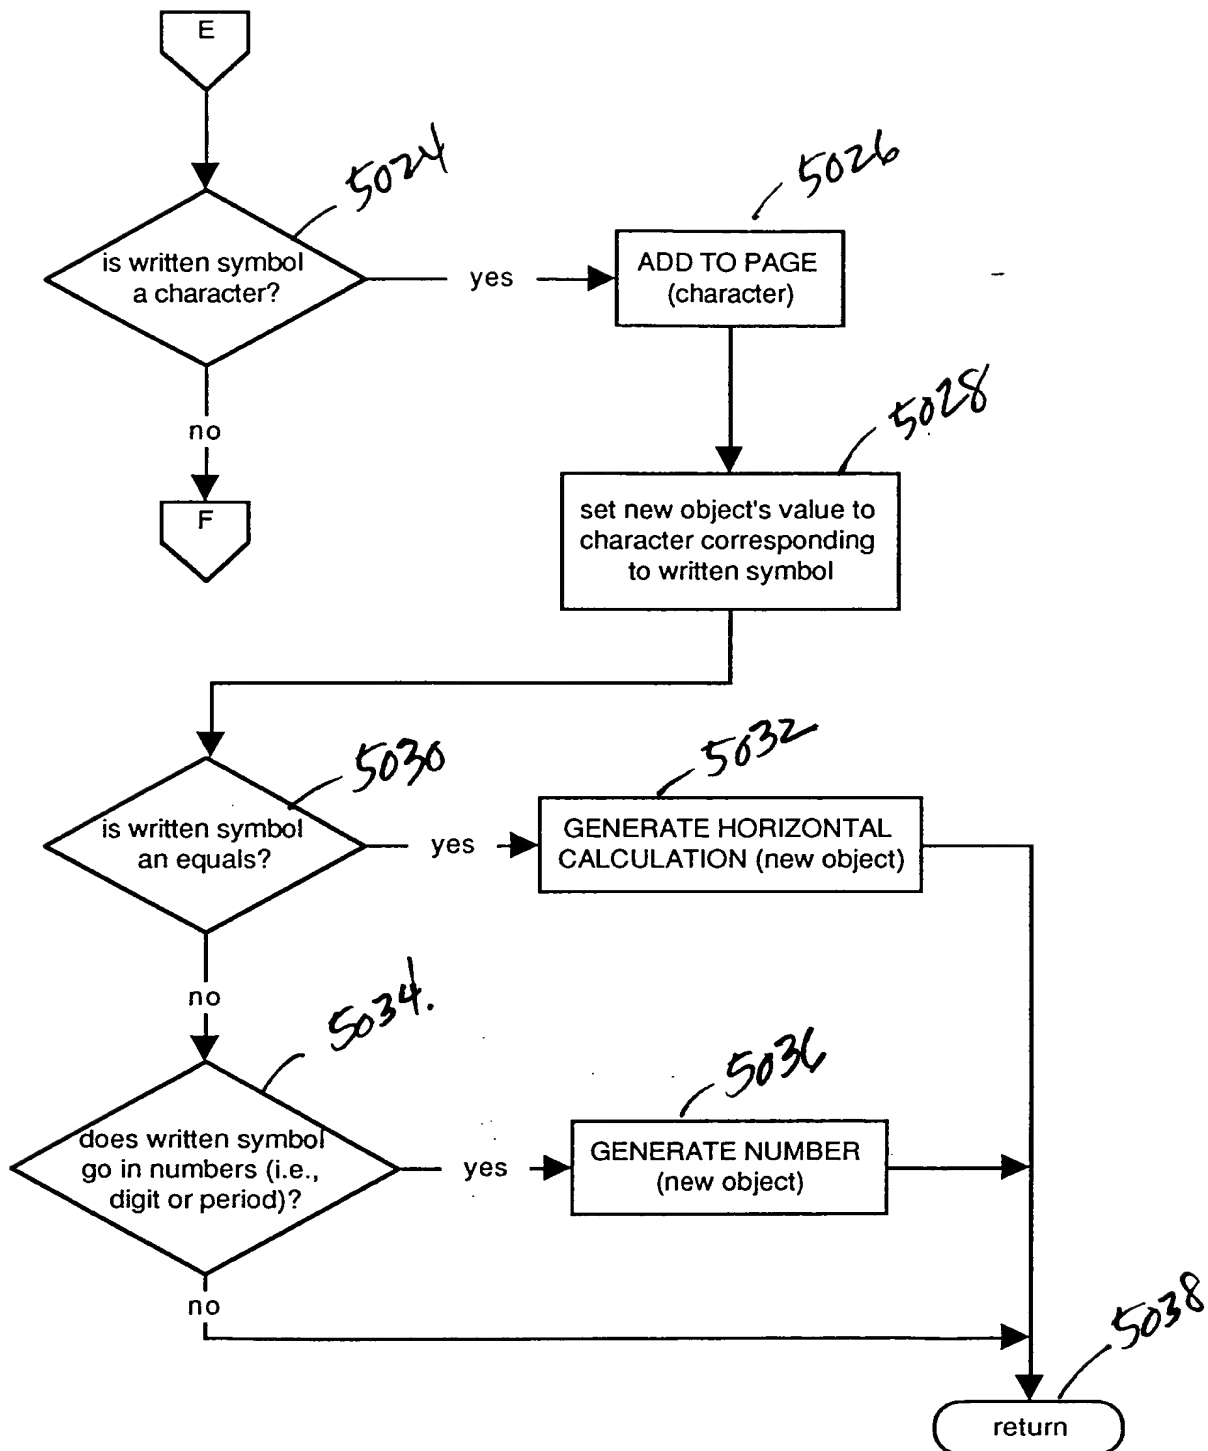 E
5024
is written symbol
a character?
yes
5026
ADD TO PAGE
(character)
no
F
5028
set new object's value to
character corresponding
to written symbol
5030
is written symbol
an equals?
yes
5032
GENERATE HORIZONTAL
CALCULATION (new object)
no
5034.
does written symbol
go in numbers (i.e.,
digit or period)?
yes
5036
GENERATE NUMBER
(new object)
no
5038
return